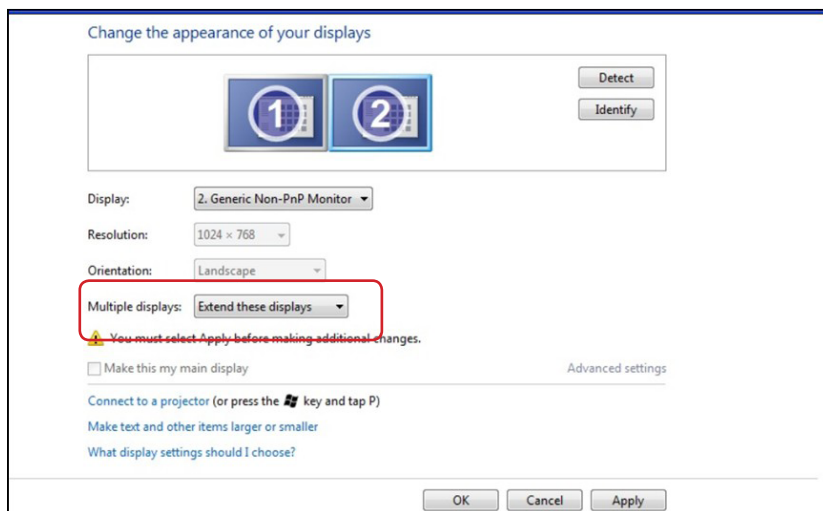 Change the appearance of your displays
1 2
Detect
Identify
Display: 2. Generic Non-PnP Monitor
Resolution: 1024 × 768
Orientation: Landscape
Multiple displays: Extend these displays
You must select Apply before making additional changes.
Make this my main display Advanced settings
Connect to a projector (or press the key and tap P)
Make text and other items larger or smaller
What display settings should I choose?
OK Cancel Apply